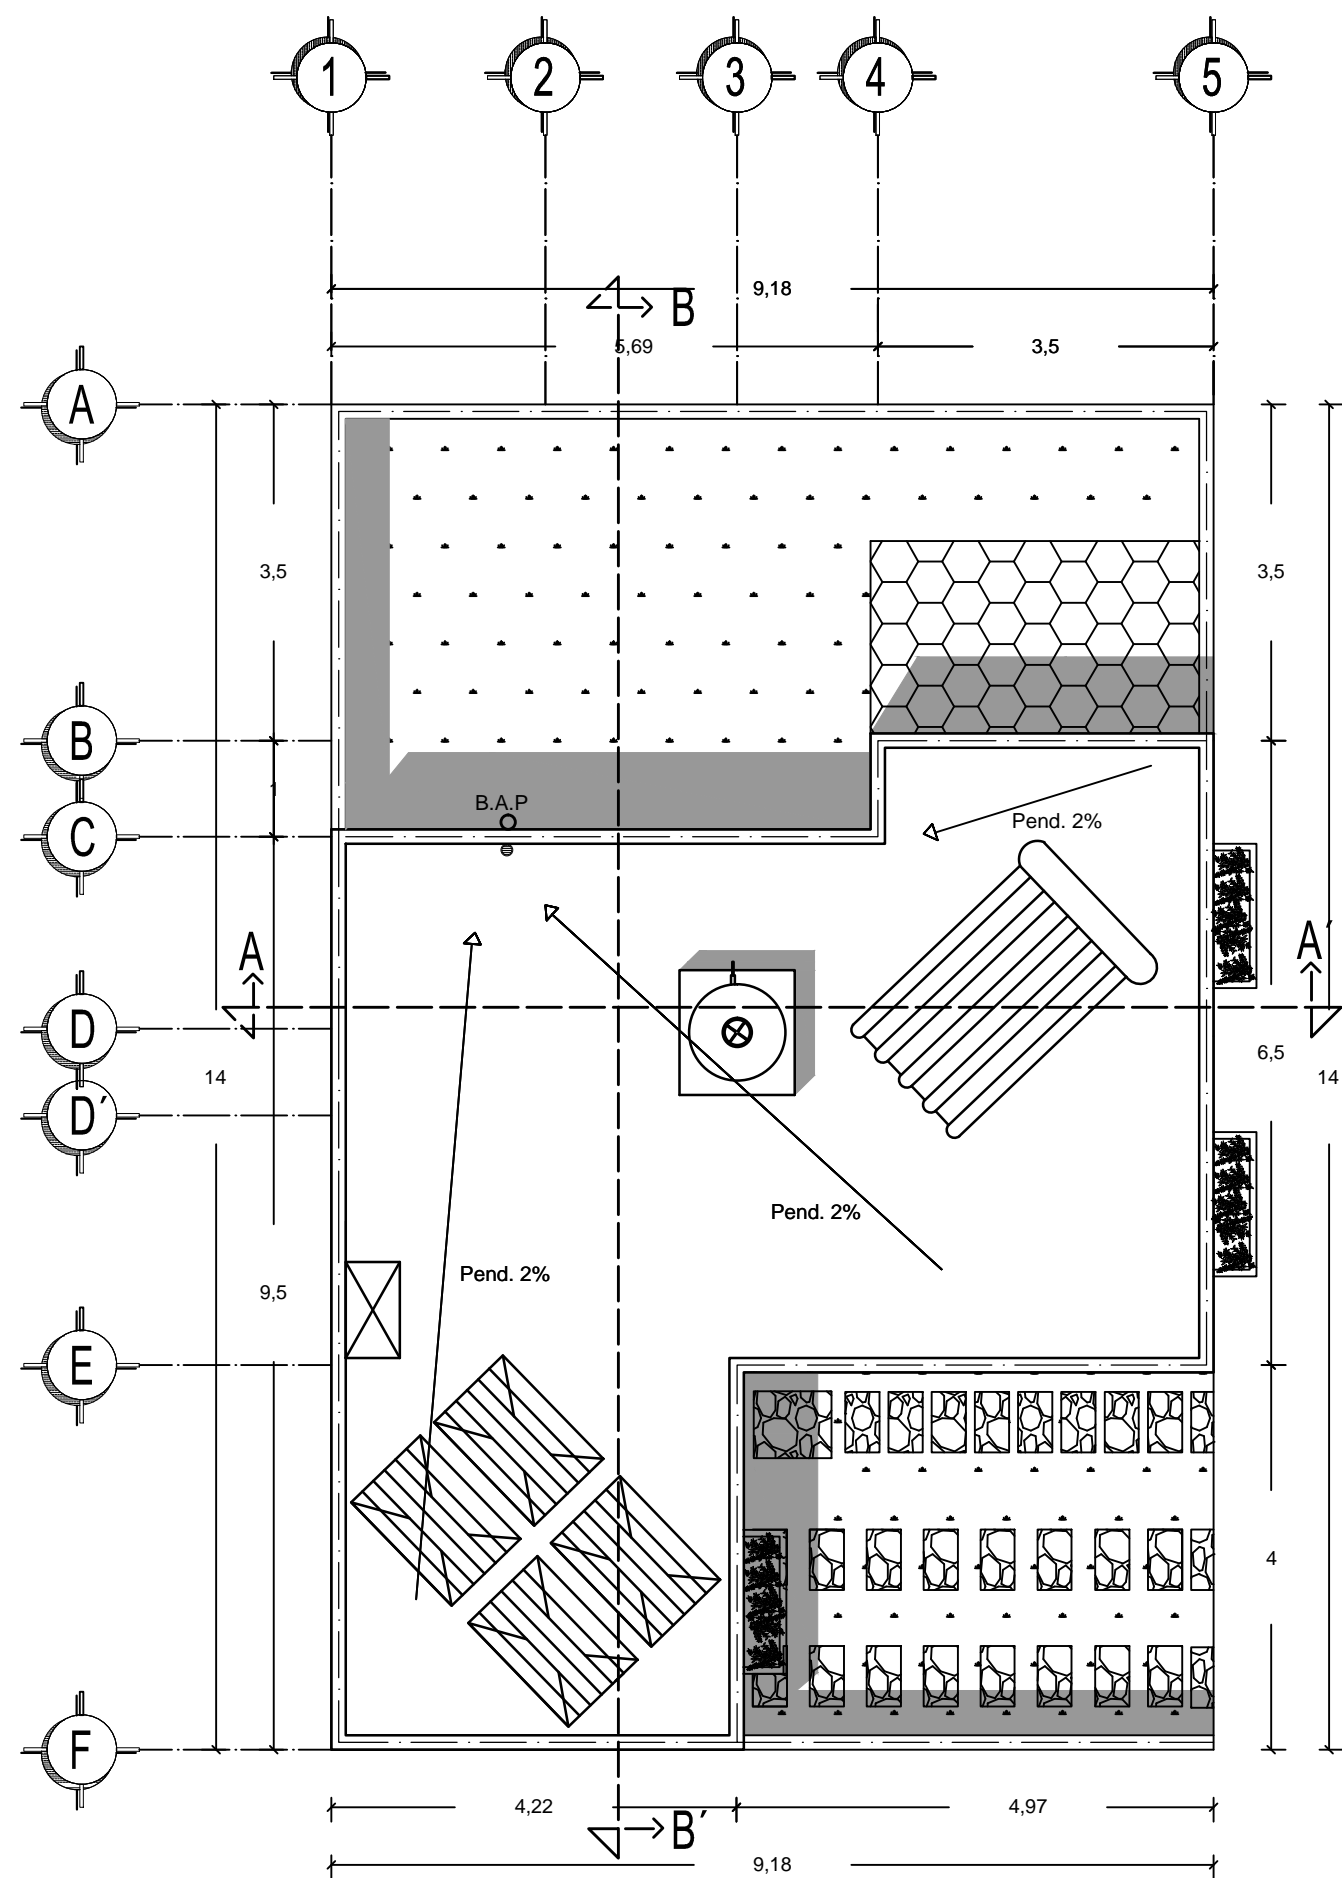 1 2 3 4 5
9,18
B
5,69 3,5
A
3,5 3,5
B
1
B.A.P
Pend. 2%
C
A A´
D
6,5
14 14
D´
Pend. 2%
Pend. 2%
9,5
E
4
F
4,22 4,97
B´
9,18